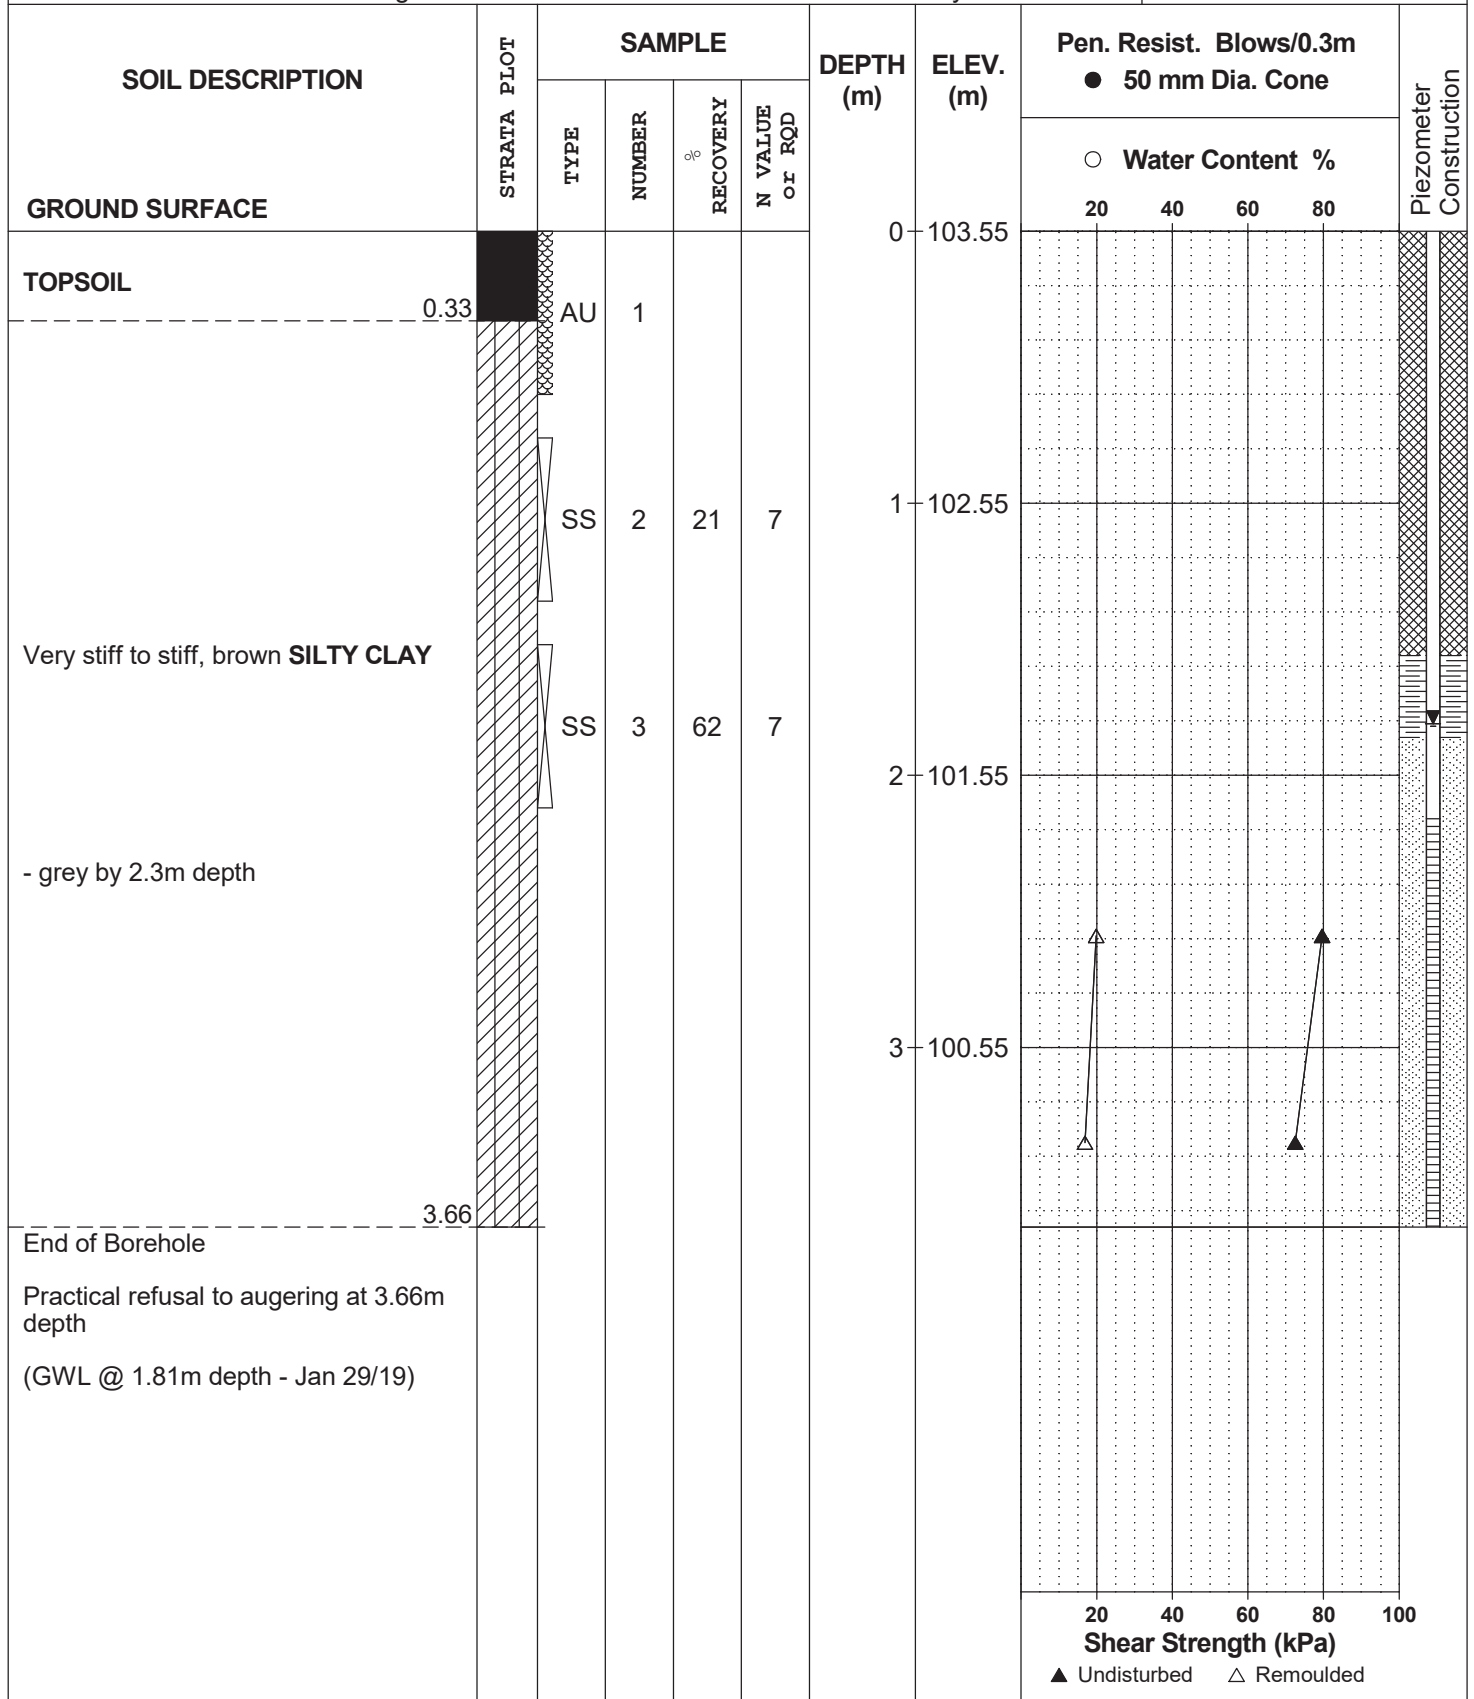 SOIL DESCRIPTION
GROUND SURFACE
STRATA PLOT
SAMPLE
TYPE
NUMBER
%
RECOVERY
N VALUE
or RQD
DEPTH
(m)
ELEV.
(m)
Pen. Resist. Blows/0.3m
● 50 mm Dia. Cone
○ Water Content %
20 40 60 80
Piezometer
Construction
0 103.55
TOPSOIL
0.33
AU 1
1 102.55
SS 2 21 7
Very stiff to stiff, brown SILTY CLAY
SS 3 62 7
2 101.55
- grey by 2.3m depth
3 100.55
3.66
End of Borehole
Practical refusal to augering at 3.66m
depth
(GWL @ 1.81m depth - Jan 29/19)
20 40 60 80 100
Shear Strength (kPa)
▲ Undisturbed △ Remoulded